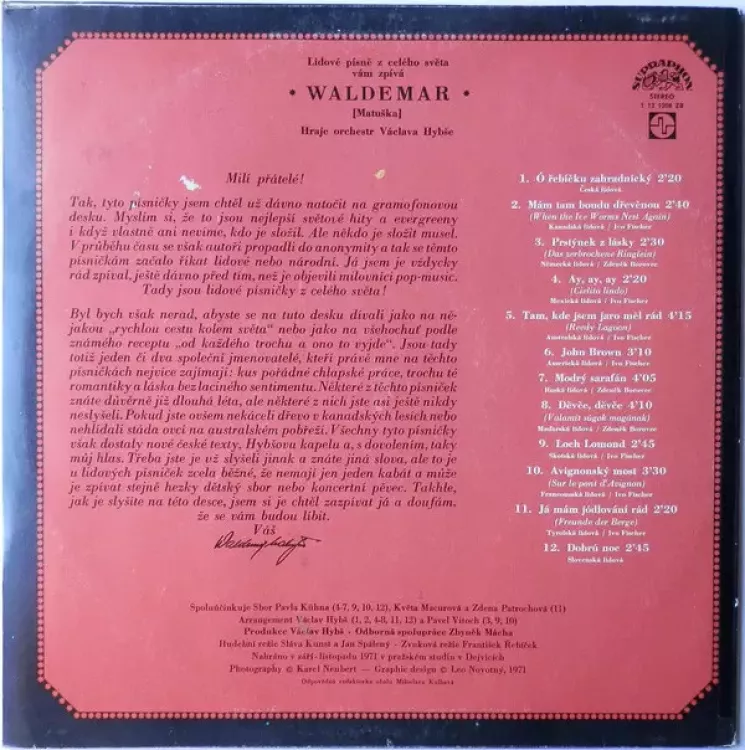 Lidové písně z celého světa
vám zpívá
• WALDEMAR •
[Matuška]
Hraje orchestr Václava Hybše
SUPRAPHON
STEREO
1 13 1208 ZB
Milí přátelé!
Tak, tyto písničky jsem chtěl už dávno natočit na gramofonovou
desku. Myslím si, že to jsou nejlepší světové hity a evergreeny
i když vlastně ani nevíme, kdo je složil. Ale někdo je složit musel.
V průběhu času se však autoři propadli do anonymity a tak se těmto
písničkám začalo říkat lidové nebo národní. Já jsem je vždycky
rád zpíval, ještě dávno před tím, než je objevili milovníci pop-music.
Tady jsou lidové písničky z celého světa!
Byl bych však nerad, abyste se na tuto desku dívali jako na ně-
jakou „rychlou cestu kolem světa“ nebo jako na všehochuť podle
známého receptu „od každého trochu a ono to vyjde“. Jsou tady
totiž jeden či dva společní jmenovatelé, kteří právě mne na těchto
písničkách nejvíce zajímají: kus pořádné chlapské práce, trochu té
romantiky a láska bez laciného sentimentu. Některé z těchto písniček
znáte důvěrně již dlouhá léta, ale některé z nich jste asi ještě nikdy
neslyšeli. Pokud jste ovšem nekáceli dřevo v kanadských lesích nebo
nehlídali stáda ovcí na australském pobřeží. Všechny tyto písničky
však dostaly nové české texty, Hybšova kapela a, s dovolením, taky
můj hlas. Třeba jste je už slyšeli jinak a znáte jiná slova, ale to je
u lidových písniček zcela běžné, že nemají jen jeden kabát a může
je zpívat stejně hezky dětský sbor nebo koncertní pěvec. Takhle,
jak je slyšíte na této desce, jsem si je chtěl zazpívat já a doufám,
že se vám budou líbit.
Váš
1. Ó řebíčku zahradnický 2'20
Česká lidová
2. Mám tam boudu dřevěnou 2'40
(When the Ice Worms Nest Again)
Kanadská lidová / Ivo Fischer
3. Prstýnek z lásky 2'30
(Das zerbrochene Ringlein)
Německá lidová / Zdeněk Borovec
4. Ay, ay, ay 2'20
(Cielito lindo)
Mexická lidová / Ivo Fischer
5. Tam, kde jsem jaro měl rád 4'15
(Reedy Lagoon)
Australská lidová / Ivo Fischer
6. John Brown 3'10
Americká lidová / Ivo Fischer
7. Modrý sarafán 4'05
Ruská lidová / Zdeněk Borovec
8. Děvče, děvče 4'10
(Valamit súgok magának)
Maďarská lidová / Zdeněk Borovec
9. Loch Lomond 2'45
Skotská lidová / Ivo Fischer
10. Avignonský most 3'30
(Sur le pont d'Avignon)
Francouzská lidová / Ivo Fischer
11. Já mám jódlování rád 2'20
(Freunde der Berge)
Tyrolská lidová / Ivo Fischer
12. Dobrú noc 2'45
Slovenská lidová
Spoluúčinkuje Sbor Pavla Kühna (4-7, 9, 10, 12), Květa Macurová a Zdena Patrochová (11)
Arrangement Václav Hybš (1, 2, 4-8, 11, 12) a Pavel Vitoch (3, 9, 10)
Produkce Václav Hybš • Odborná spolupráce Zbyněk Mácha
Hudební režie Sláva Kunst a Jan Spálený - Zvuková režie František Řebíček
Nahráno v září-listopadu 1971 v pražském studiu v Dejvicích
Photography © Karel Neubert — Graphic design © Leo Novotný, 1971
Odpovědná redaktorka obalu Miloslava